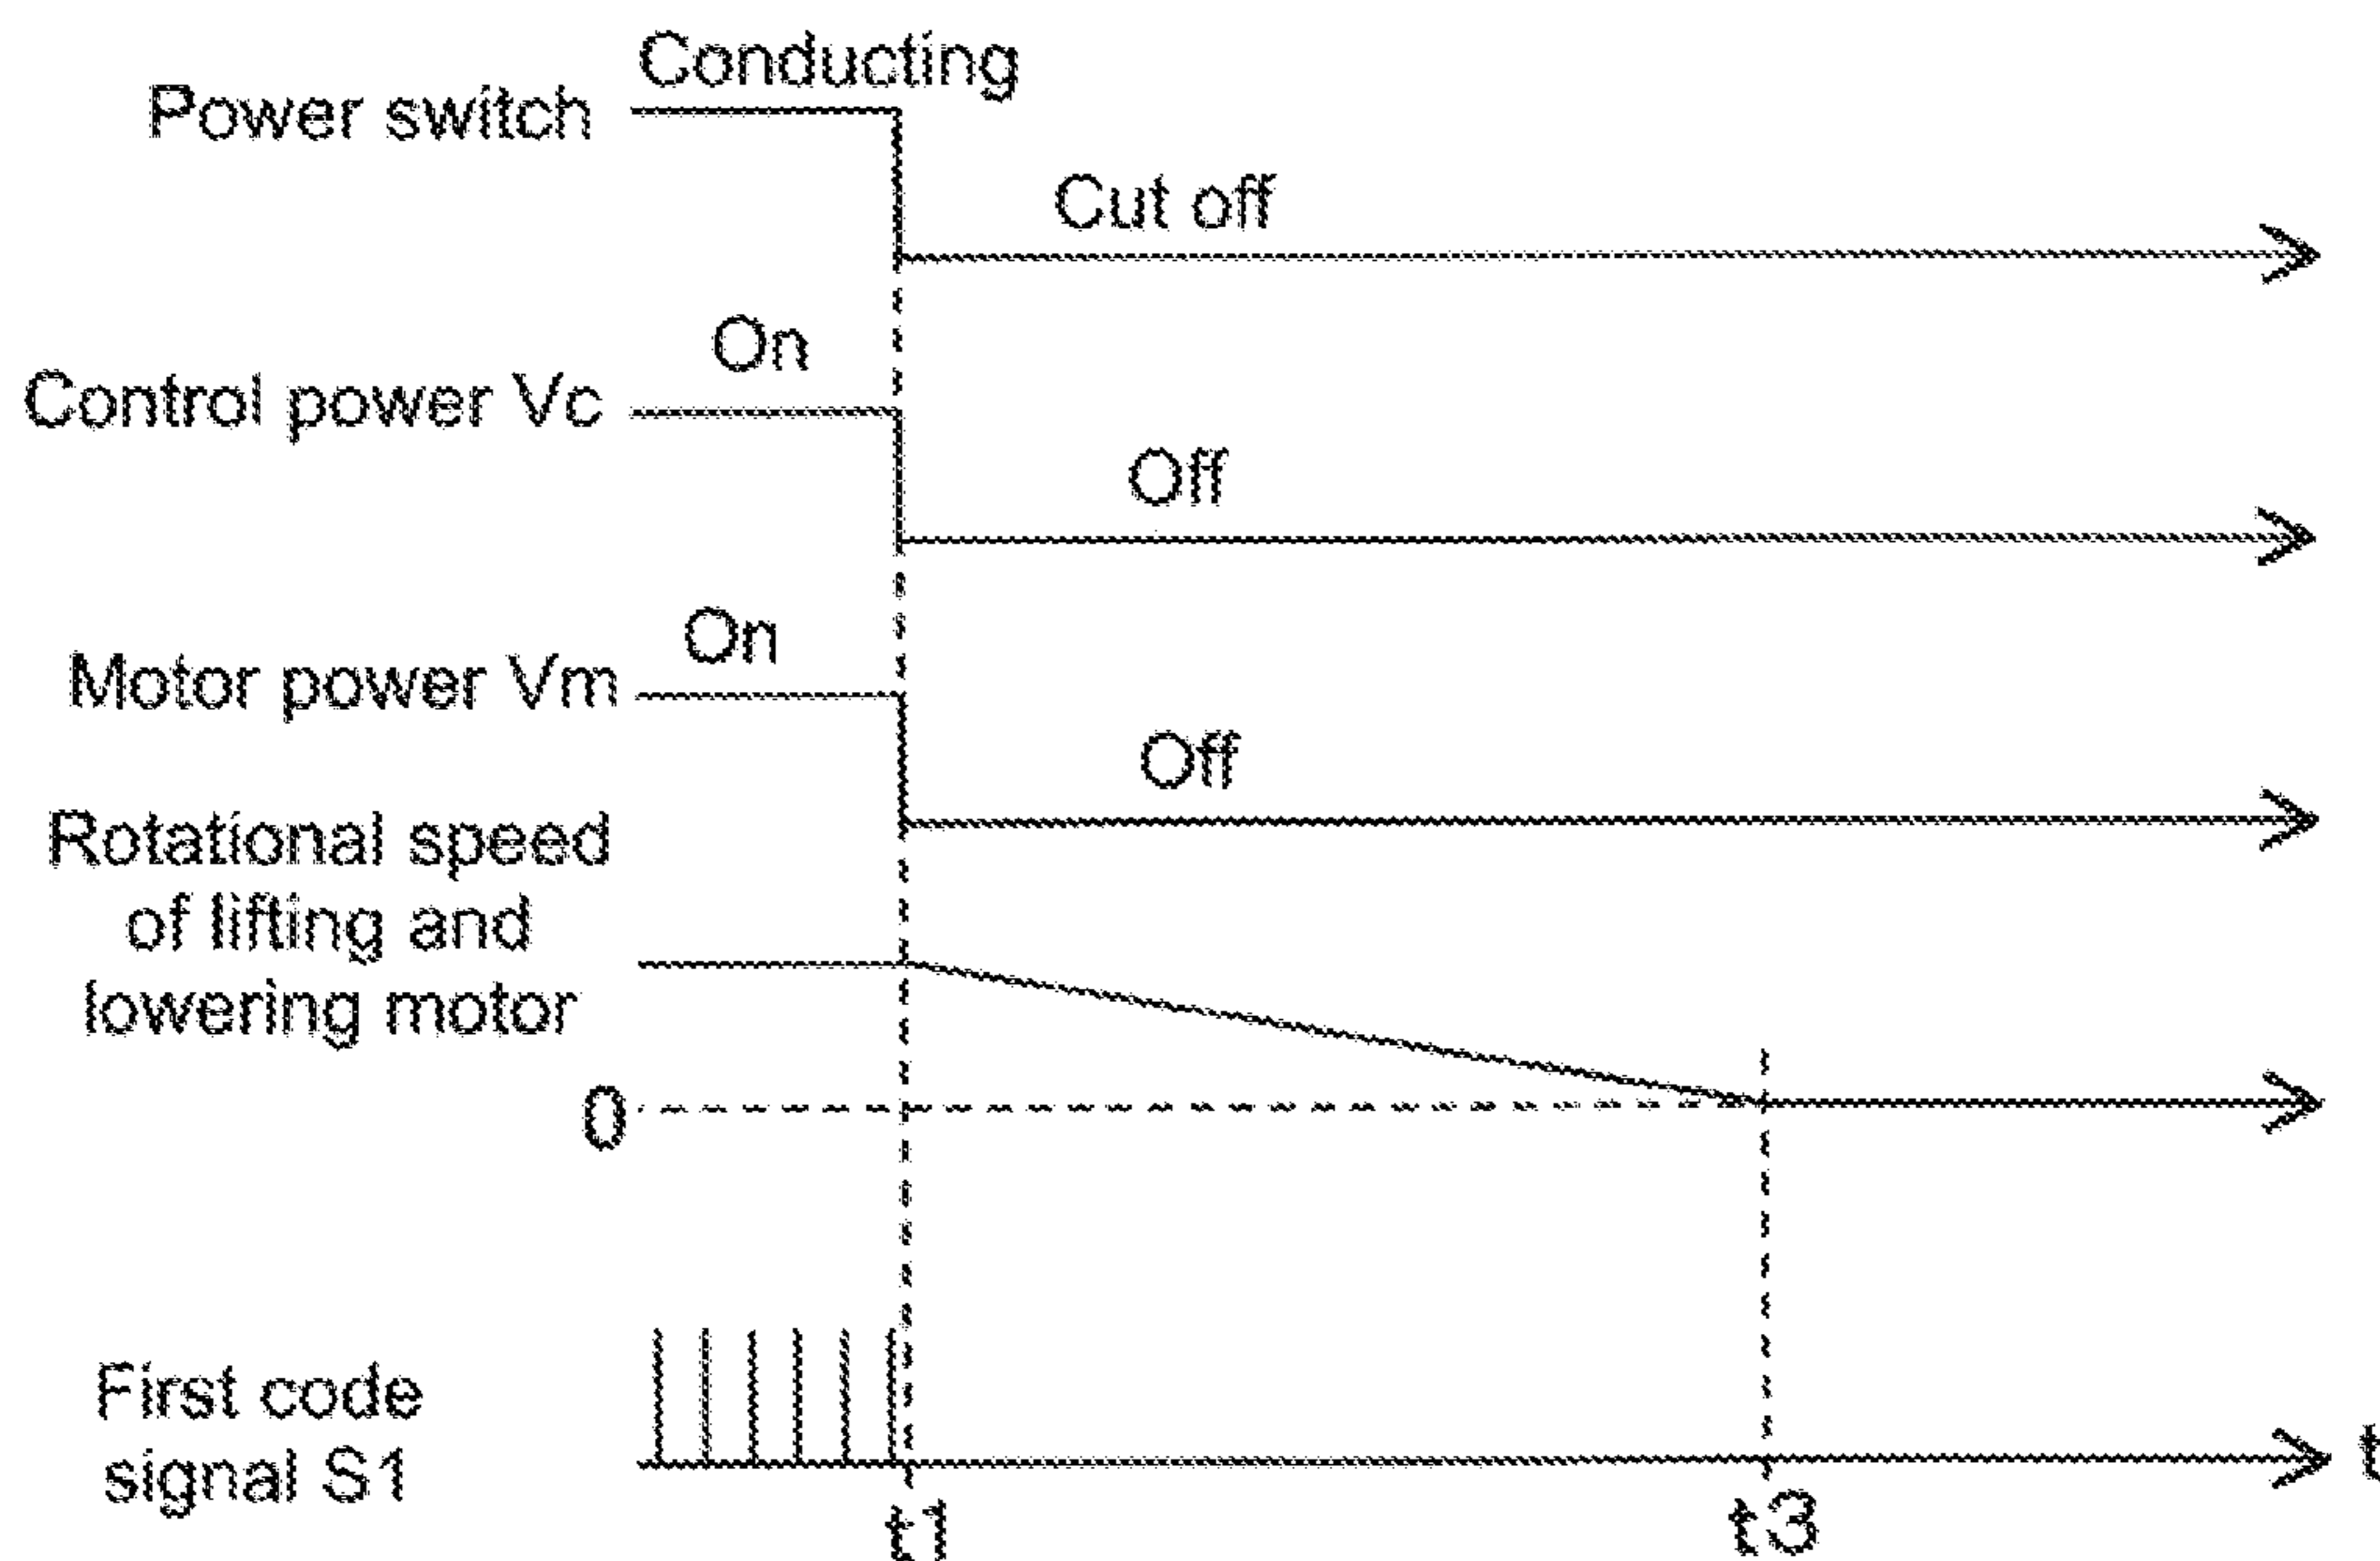 Conducting
Power switch
Cut off
On
Control power Vc
Off
On
Motor power Vm
Off
Rotational speed
of lifting and
lowering motor
0
First code
signal S1
t
t1
t3